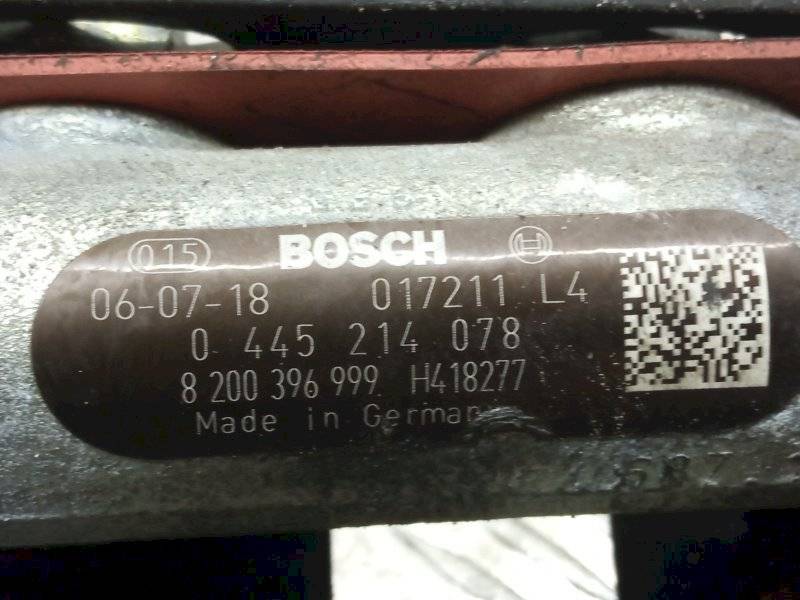 015 BOSCH
06-07-18 017211 L4
0 445 214 078
8 200 396 999 H418277
Made in German